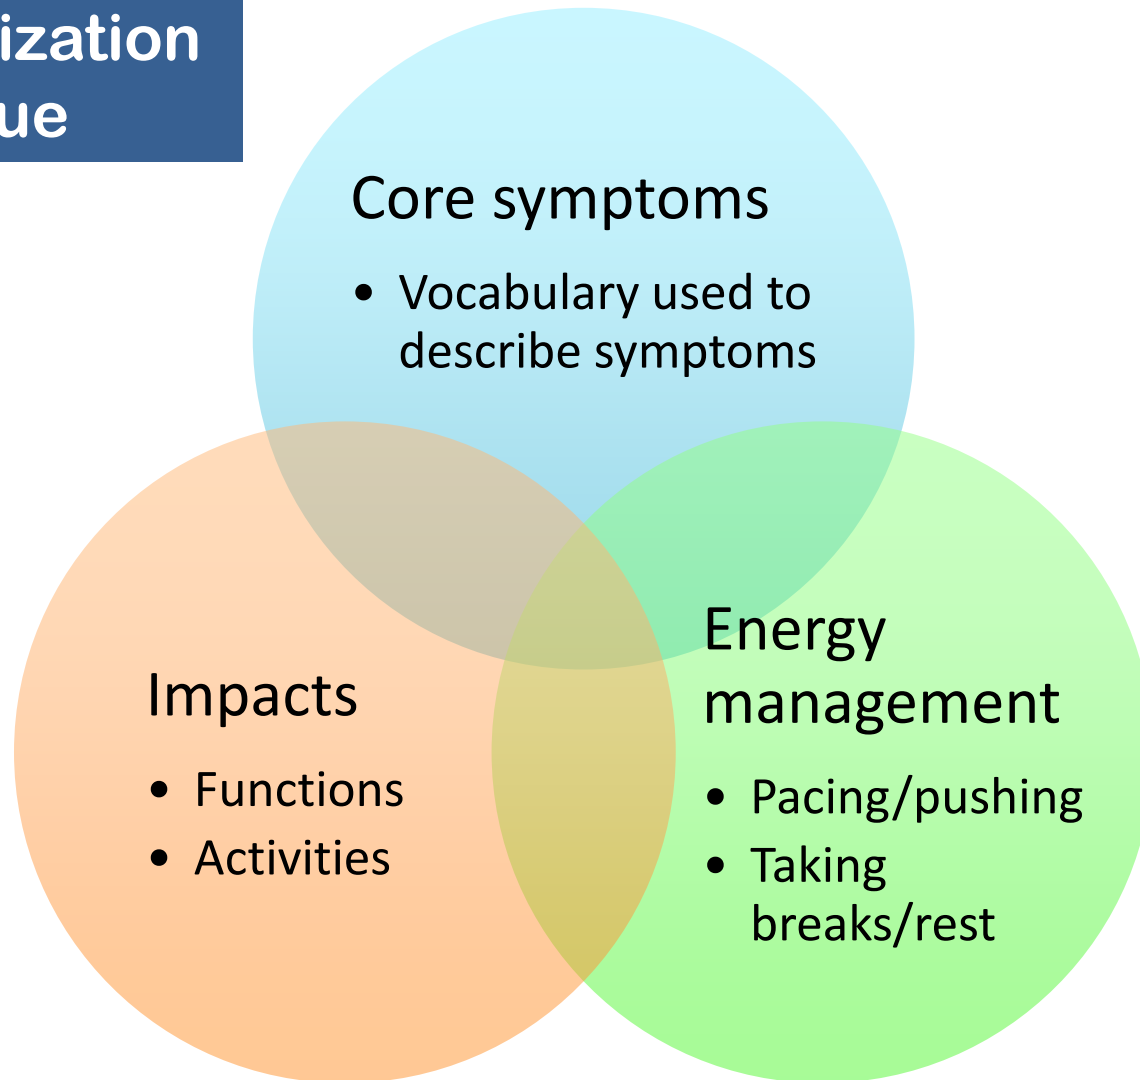 ization
ue
Core symptoms
• Vocabulary used to
describe symptoms
Impacts
• Functions
• Activities
Energy
management
• Pacing/pushing
• Taking
breaks/rest